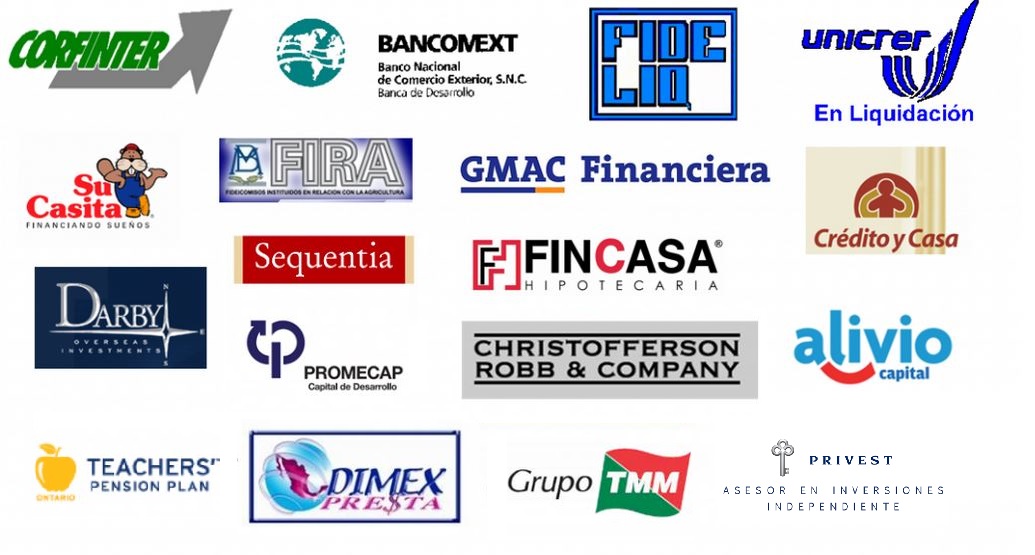 CORFINTER
BANCOMEXT
Banco Nacional
de Comercio Exterior, S.N.C.
Banca de Desarrollo
FIDE
LIQ
unicrer
En Liquidación
Su
Casita
FINANCIANDO SUEÑOS
FIRA
FIDEICOMISOS INSTITUIDOS EN RELACION CON LA AGRICULTURA
GMAC Financiera
Crédito y Casa
Sequentia
FINCASA®
HIPOTECARIA
DARBY
OVERSEAS
INVESTMENTS
N
E
S
PROMECAP
Capital de Desarrollo
CHRISTOFFERSON
ROBB & COMPANY
alivio
capital
ONTARIO
TEACHERS'
PENSION PLAN
DIMEX
PRE$TA
Grupo TMM
PRIVEST
ASESOR EN INVERSIONES
INDEPENDIENTE